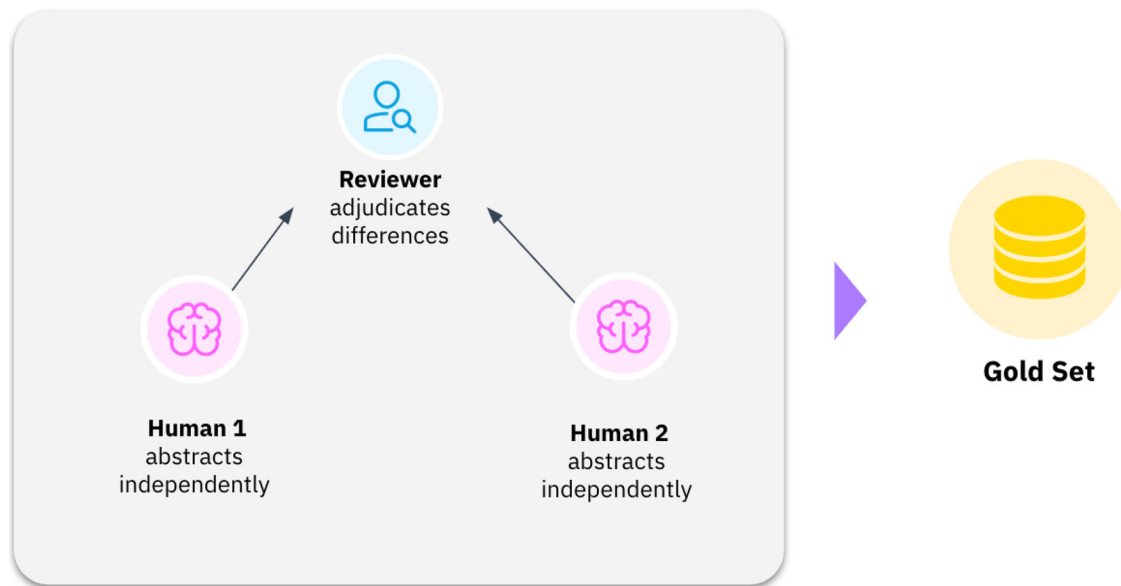 Reviewer
adjudicates
differences
Human 1
abstracts
independently
Human 2
abstracts
independently
Gold Set